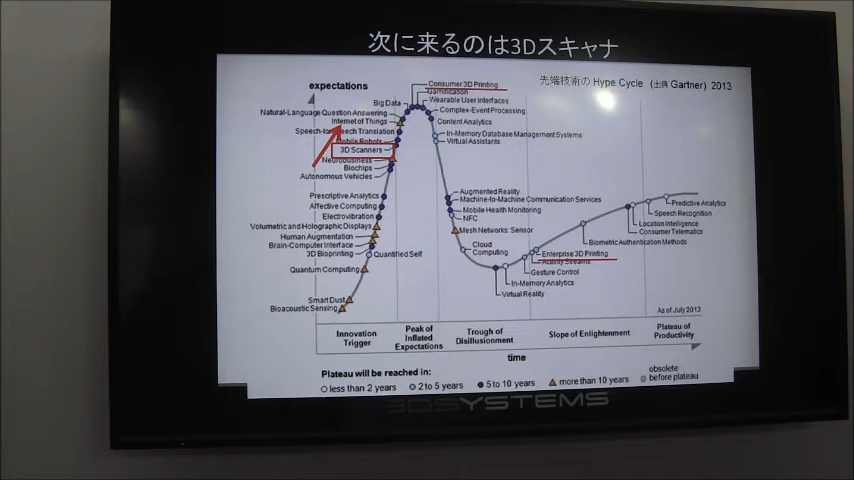 次に来るのは3Dスキャナ
先端技術の Hype Cycle (出典 Gartner) 2013
expectations
Consumer 3D Printing
Gamification
Wearable User Interfaces
Big Data
Complex-Event Processing
Natural-Language Question Answering
Internet of Things
Content Analytics
Speech-to-Speech Translation
In-Memory Database Management Systems
Mobile Robots
Virtual Assistants
3D Scanners
Neurobusiness
Biochips
Autonomous Vehicles
Prescriptive Analytics
Augmented Reality
Affective Computing
Machine-to-Machine Communication Services
Electrovibration
Mobile Health Monitoring
NFC
Predictive Analytics
Speech Recognition
Location Intelligence
Consumer Telematics
Volumetric and Holographic Displays
Mesh Networks: Sensor
Human Augmentation
Biometric Authentication Methods
Brain-Computer Interface
3D Bioprinting
Quantified Self
Cloud
Computing
Enterprise 3D Printing
Activity Streams
Quantum Computing
Gesture Control
In-Memory Analytics
Virtual Reality
Smart Dust
Bioacoustic Sensing
As of July 2013
Innovation
Trigger
Peak of
Inflated
Expectations
Trough of
Disillusionment
Slope of Enlightenment
Plateau of
Productivity
time
Plateau will be reached in:
less than 2 years
2 to 5 years
5 to 10 years
more than 10 years
obsolete
before plateau
3DSYSTEMS